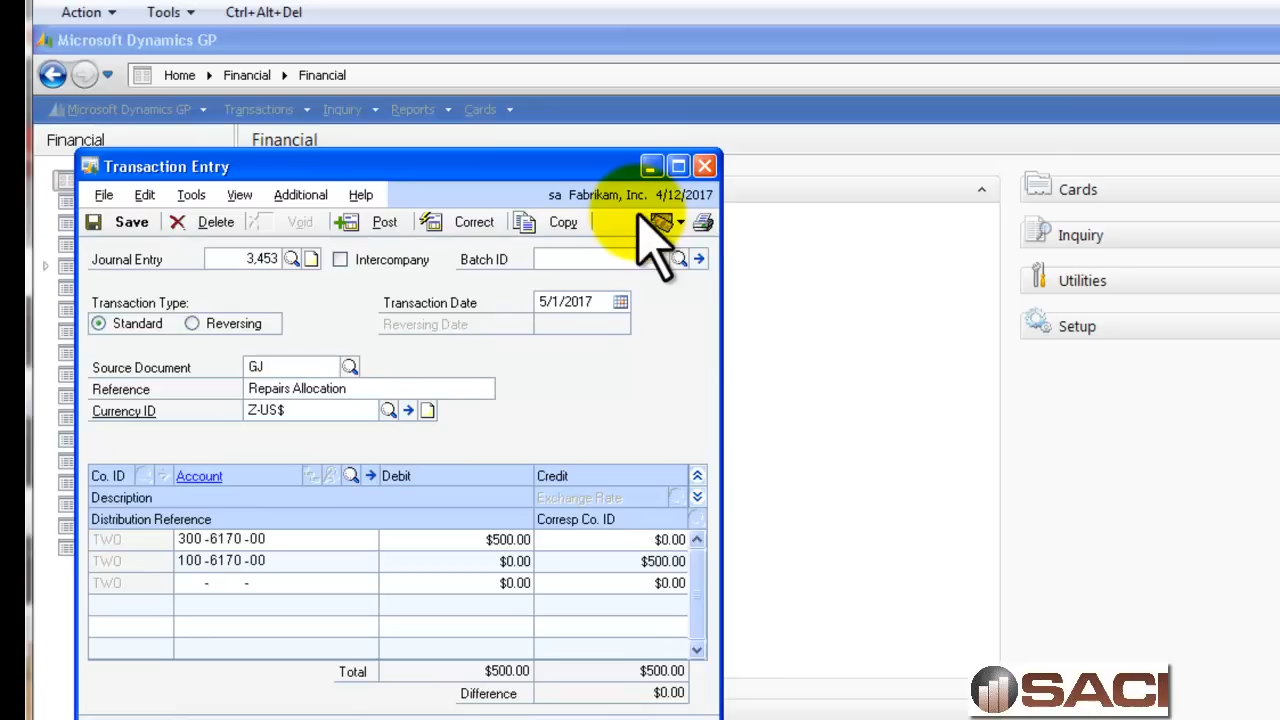 Action Tools Ctrl+Alt+Del
Microsoft Dynamics GP
Home Financial Financial
Microsoft Dynamics GP Transactions Inquiry Reports Cards
Financial Financial
Transaction Entry
File Edit Tools View Additional Help sa Fabrikam, Inc. 4/12/2017
Save Delete Void Post Correct Copy
Journal Entry 3,453 Intercompany Batch ID
Transaction Type: Transaction Date 5/1/2017
Standard Reversing Reversing Date
Source Document GJ
Reference Repairs Allocation
Currency ID Z-US$
Co. ID Account Debit Credit
Description Exchange Rate
Distribution Reference Corresp Co. ID
TWO 300 -6170 -00 $500.00 $0.00
TWO 100 -6170 -00 $0.00 $500.00
TWO - - $0.00 $0.00
Total $500.00 $500.00
Difference $0.00
Cards
Inquiry
Utilities
Setup
SACI